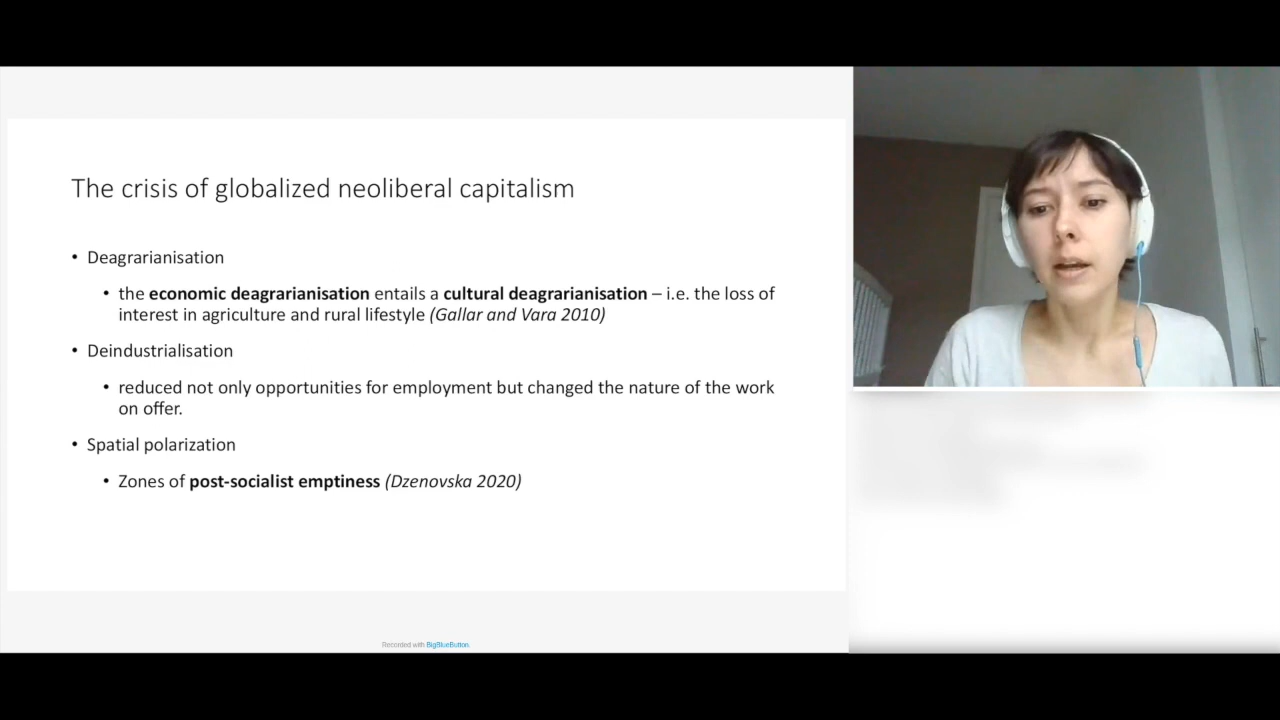 The crisis of globalized neoliberal capitalism
• Deagrarianisation
• the economic deagrarianisation entails a cultural deagrarianisation – i.e. the loss of
interest in agriculture and rural lifestyle (Gallar and Vara 2010)
• Deindustrialisation
• reduced not only opportunities for employment but changed the nature of the work
on offer.
• Spatial polarization
• Zones of post-socialist emptiness (Dzenovska 2020)
Recorded with BigBlueButton.